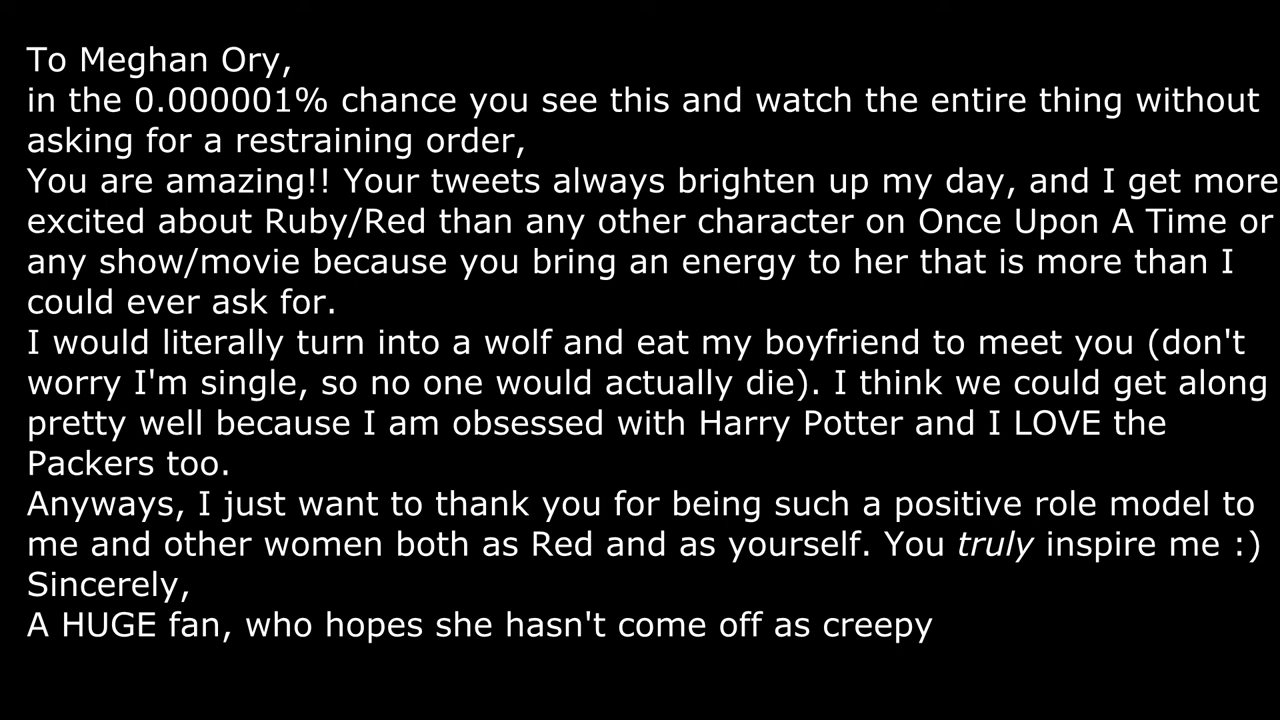 To Meghan Ory,
in the 0.000001% chance you see this and watch the entire thing without
asking for a restraining order,
You are amazing!! Your tweets always brighten up my day, and I get more
excited about Ruby/Red than any other character on Once Upon A Time or
any show/movie because you bring an energy to her that is more than I
could ever ask for.
I would literally turn into a wolf and eat my boyfriend to meet you (don't
worry I'm single, so no one would actually die). I think we could get along
pretty well because I am obsessed with Harry Potter and I LOVE the
Packers too.
Anyways, I just want to thank you for being such a positive role model to
me and other women both as Red and as yourself. You truly inspire me :)
Sincerely,
A HUGE fan, who hopes she hasn't come off as creepy